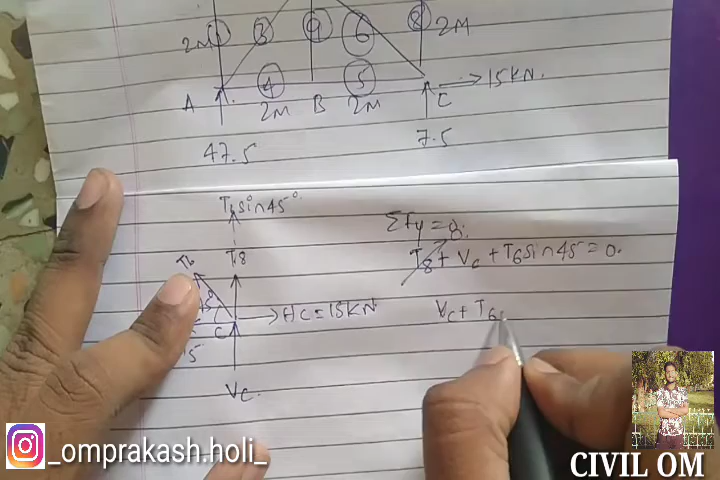 2M 1 3 9 6 8 2M
4 5 15KN.
A 2M B 2M C
47.5 7.5
T6 sin45°
ΣFy = 0.
T6 T8
T8 + VC + T6 sin45 = 0.
C HC = 15KN
VC + T6
VC.
_omprakash.holi_
CIVIL OM